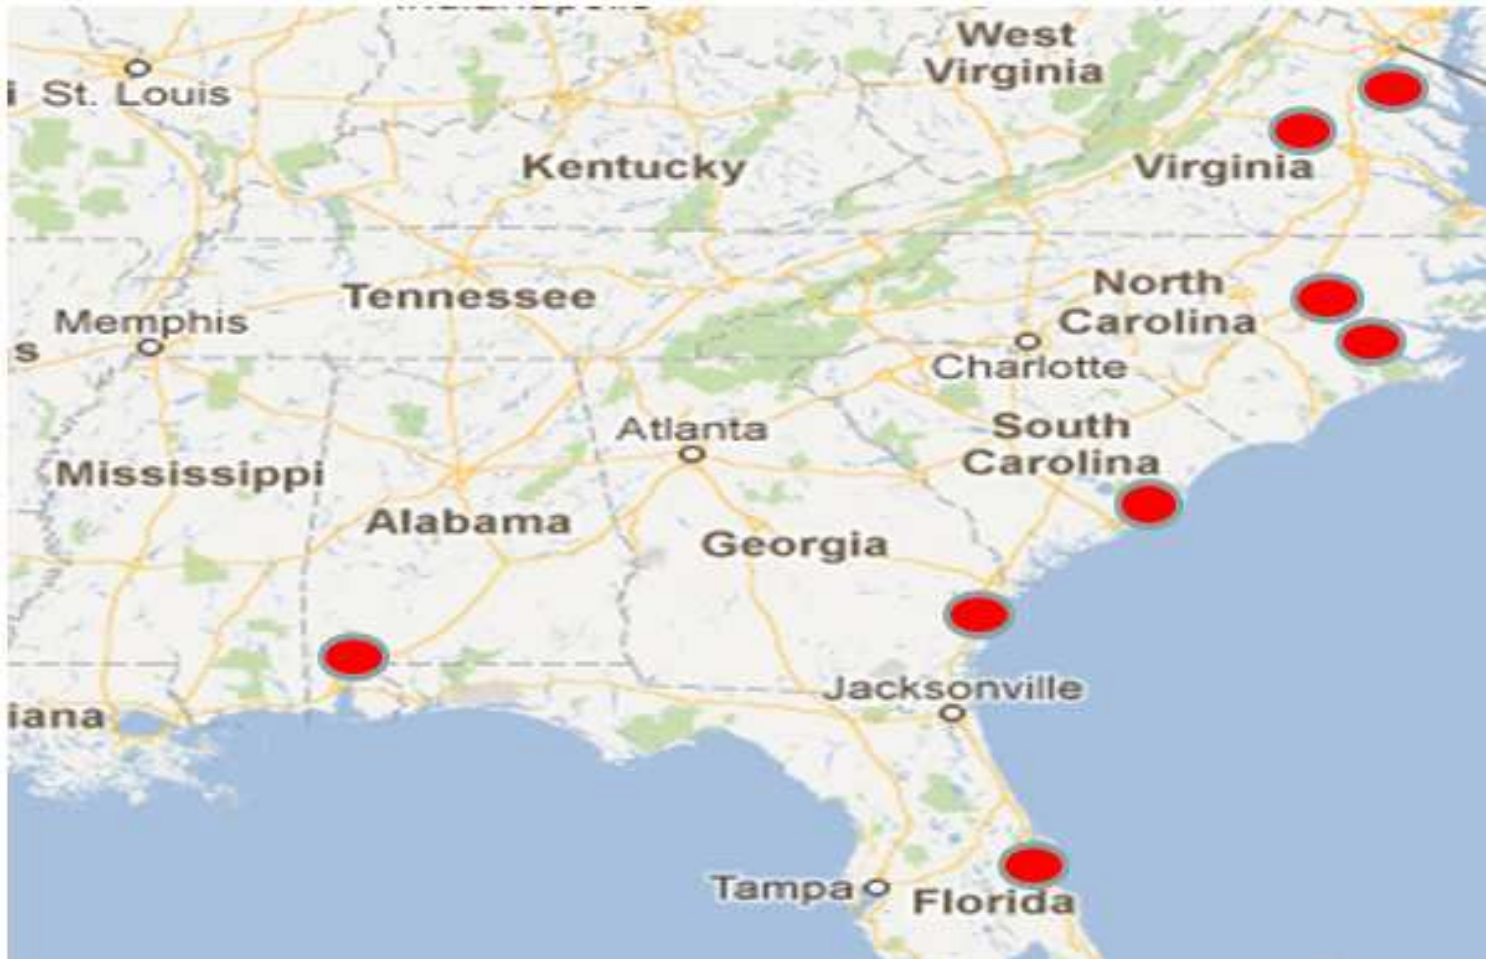 Indianapolis
West
Virginia
i St. Louis
Kentucky
Virginia
Tennessee
North
Carolina
Memphis
s
Charlotte
Atlanta
South
Carolina
Mississippi
Alabama
Georgia
Jacksonville
iana
Tampa
Florida